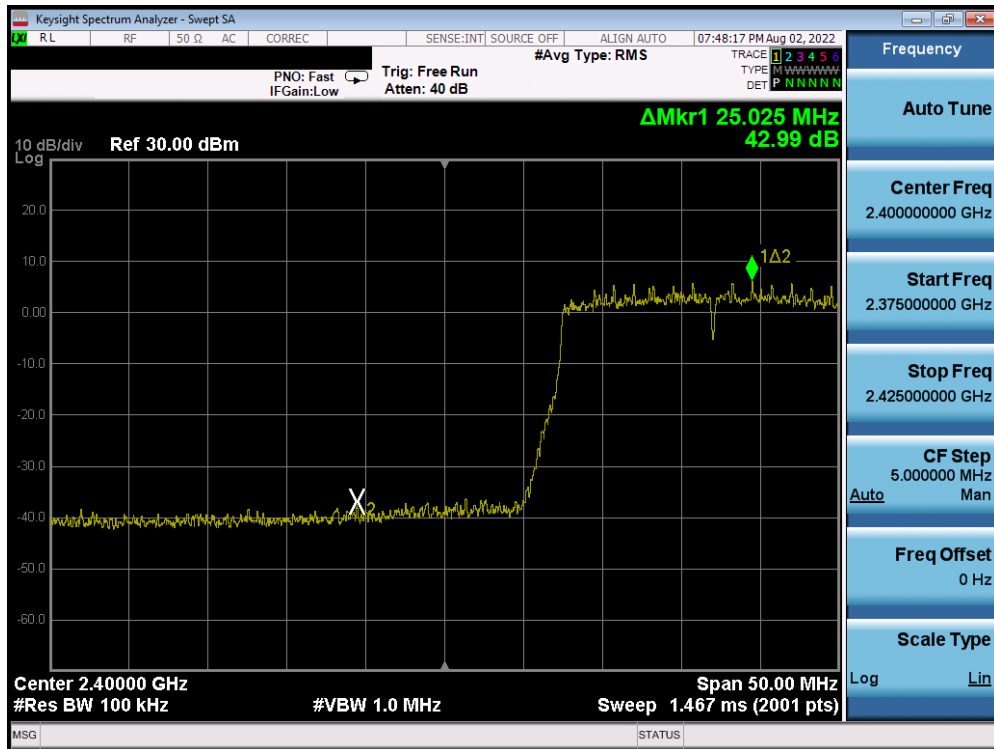 Keysight Spectrum Analyzer - Swept SA
LXI RL RF 50 Ω AC CORREC SENSE:INT SOURCE OFF ALIGN AUTO 07:48:17 PM Aug 02, 2022
#Avg Type: RMS
TRACE 1 2 3 4 5 6
PNO: Fast Trig: Free Run
TYPE M W W W W W
IFGain:Low Atten: 40 dB
DET P N N N N N
ΔMkr1 25.025 MHz
42.99 dB
10 dB/div Ref 30.00 dBm
Log
20.0
10.0
0.00
-10.0
-20.0
-30.0
-40.0
-50.0
-60.0
1Δ2
X2
Center 2.40000 GHz Span 50.00 MHz
#Res BW 100 kHz #VBW 1.0 MHz Sweep 1.467 ms (2001 pts)
MSG STATUS
Frequency
Auto Tune
Center Freq
2.400000000 GHz
Start Freq
2.375000000 GHz
Stop Freq
2.425000000 GHz
CF Step
5.000000 MHz
Auto Man
Freq Offset
0 Hz
Scale Type
Log Lin